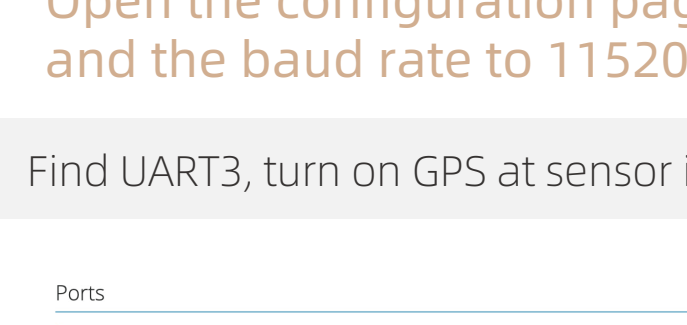 Open the configuration pag
and the baud rate to 11520
Find UART3, turn on GPS at sensor i
Ports